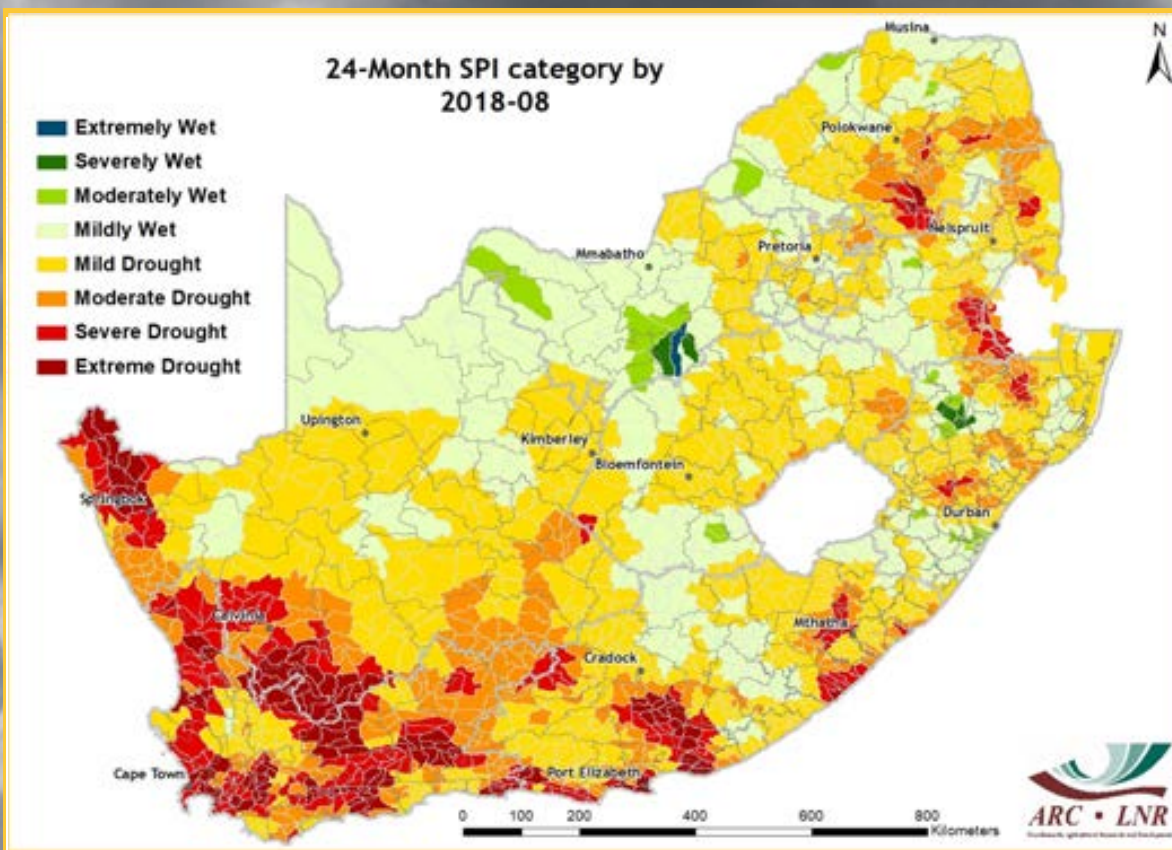 24-Month SPI category by
2018-08
N
Extremely Wet
Severely Wet
Moderately Wet
Mildly Wet
Mild Drought
Moderate Drought
Severe Drought
Extreme Drought
Musina
Polokwane
Nelspruit
Pretoria
Mmabatho
Upington
Kimberley
Bloemfontein
Springbok
Durban
Calvinia
Mthatha
Cradock
Cape Town
Port Elizabeth
0 100 200 400 600 800
Kilometers
ARC • LNR